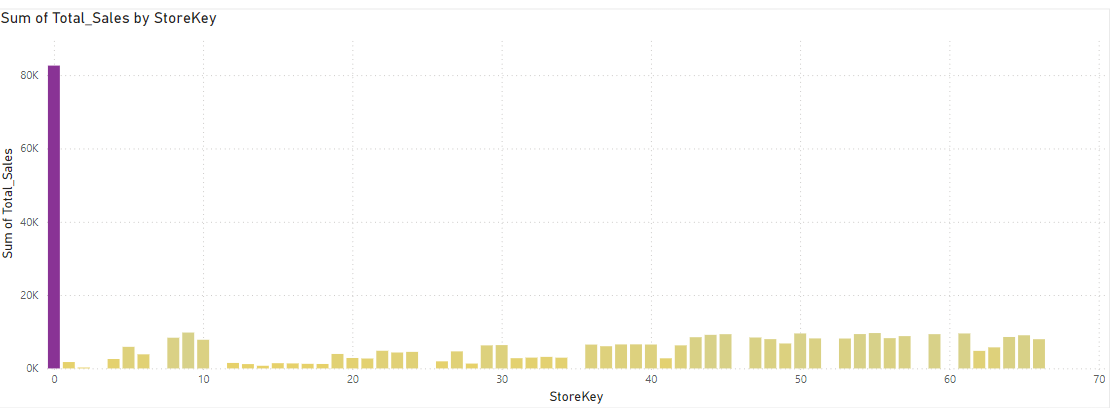 Sum of Total_Sales by StoreKey
Sum of Total_Sales
80K
60K
40K
20K
0K
0 10 20 30 40 50 60 70
StoreKey